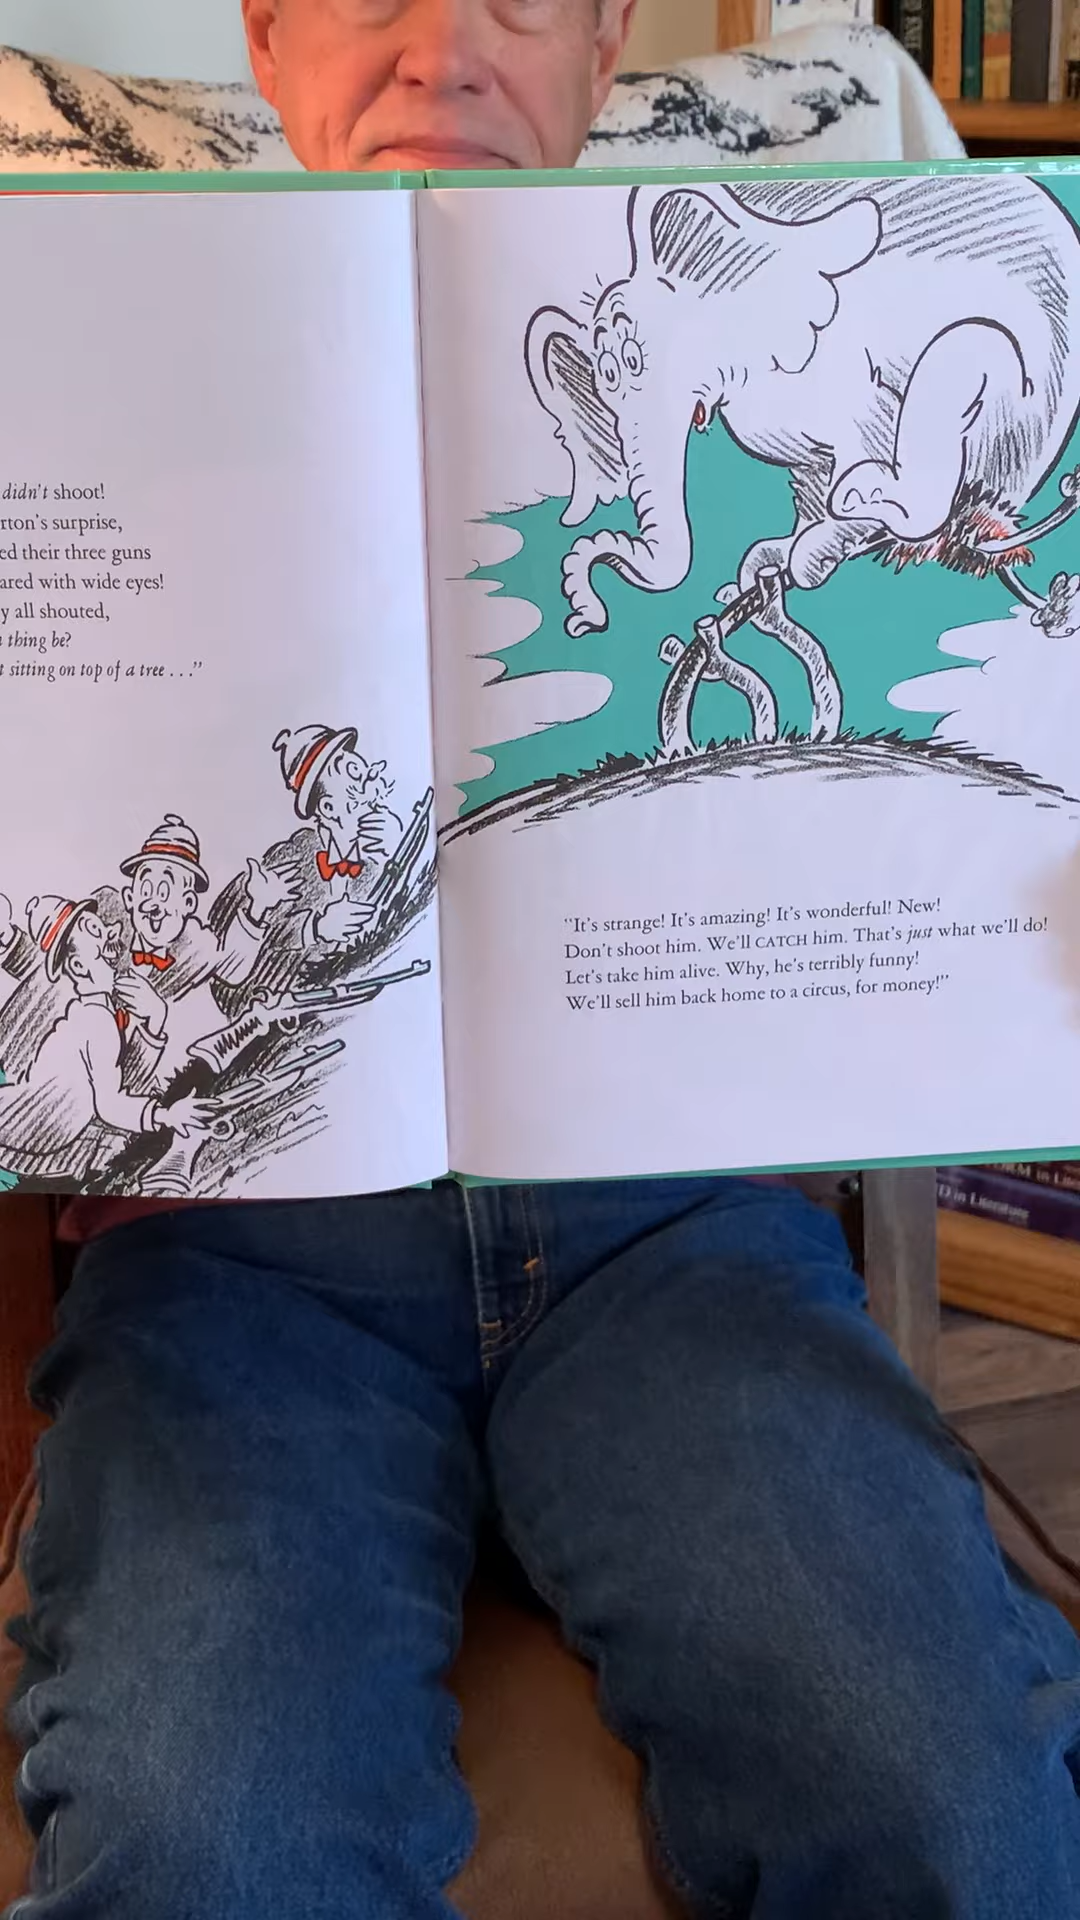 didn't shoot!
rton's surprise,
ed their three guns
ared with wide eyes!
y all shouted,
thing be?
t sitting on top of a tree . . ."
"It's strange! It's amazing! It's wonderful! New!
Don't shoot him. We'll CATCH him. That's just what we'll do!
Let's take him alive. Why, he's terribly funny!
We'll sell him back home to a circus, for money!"
in Literature